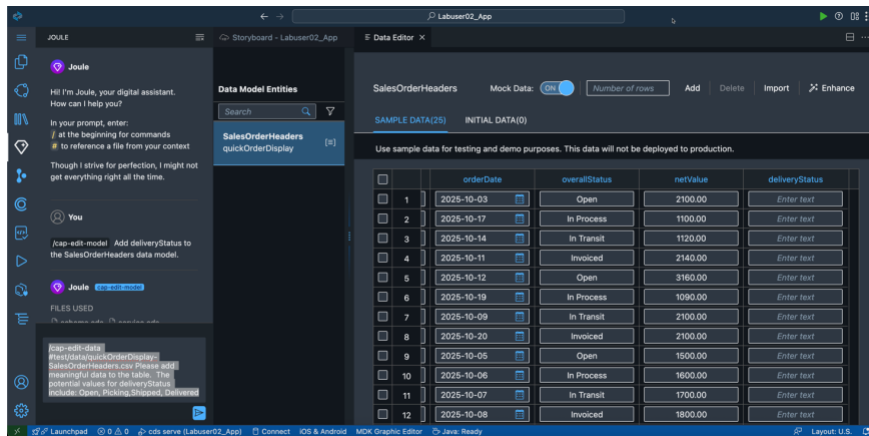 Labuser02_App
JOULE
Storyboard - Labuser02_App
Data Editor
Joule
Hi! I'm Joule, your digital assistant.
How can I help you?
In your prompt, enter:
/ at the beginning for commands
# to reference a file from your context
Though I strive for perfection, I might not
get everything right all the time.
You
/cap-edit-model Add deliveryStatus to
the SalesOrderHeaders data model.
Joule cap-edit-model
FILES USED
schema.cds service.cds
/cap-edit-data
#test/data/quickOrderDisplay-
SalesOrderHeaders.csv Please add
meaningful data to the table. The
potential values for deliveryStatus
include: Open, Picking,Shipped, Delivered
Data Model Entities
Search
SalesOrderHeaders
quickOrderDisplay
SalesOrderHeaders Mock Data: ON Number of rows Add Delete Import Enhance
SAMPLE DATA(25) INITIAL DATA(0)
Use sample data for testing and demo purposes. This data will not be deployed to production.
orderDate overallStatus netValue deliveryStatus
1 2025-10-03 Open 2100.00 Enter text
2 2025-10-17 In Process 1100.00 Enter text
3 2025-10-14 In Transit 1120.00 Enter text
4 2025-10-11 Invoiced 2140.00 Enter text
5 2025-10-12 Open 3160.00 Enter text
6 2025-10-19 In Process 1090.00 Enter text
7 2025-10-09 In Transit 2100.00 Enter text
8 2025-10-20 Invoiced 2100.00 Enter text
9 2025-10-05 Open 1500.00 Enter text
10 2025-10-06 In Process 1600.00 Enter text
11 2025-10-07 In Transit 1700.00 Enter text
12 2025-10-08 Invoiced 1800.00 Enter text
Launchpad 0 0 cds serve (Labuser02_App) Connect iOS & Android MDK Graphic Editor Java: Ready Layout: U.S.